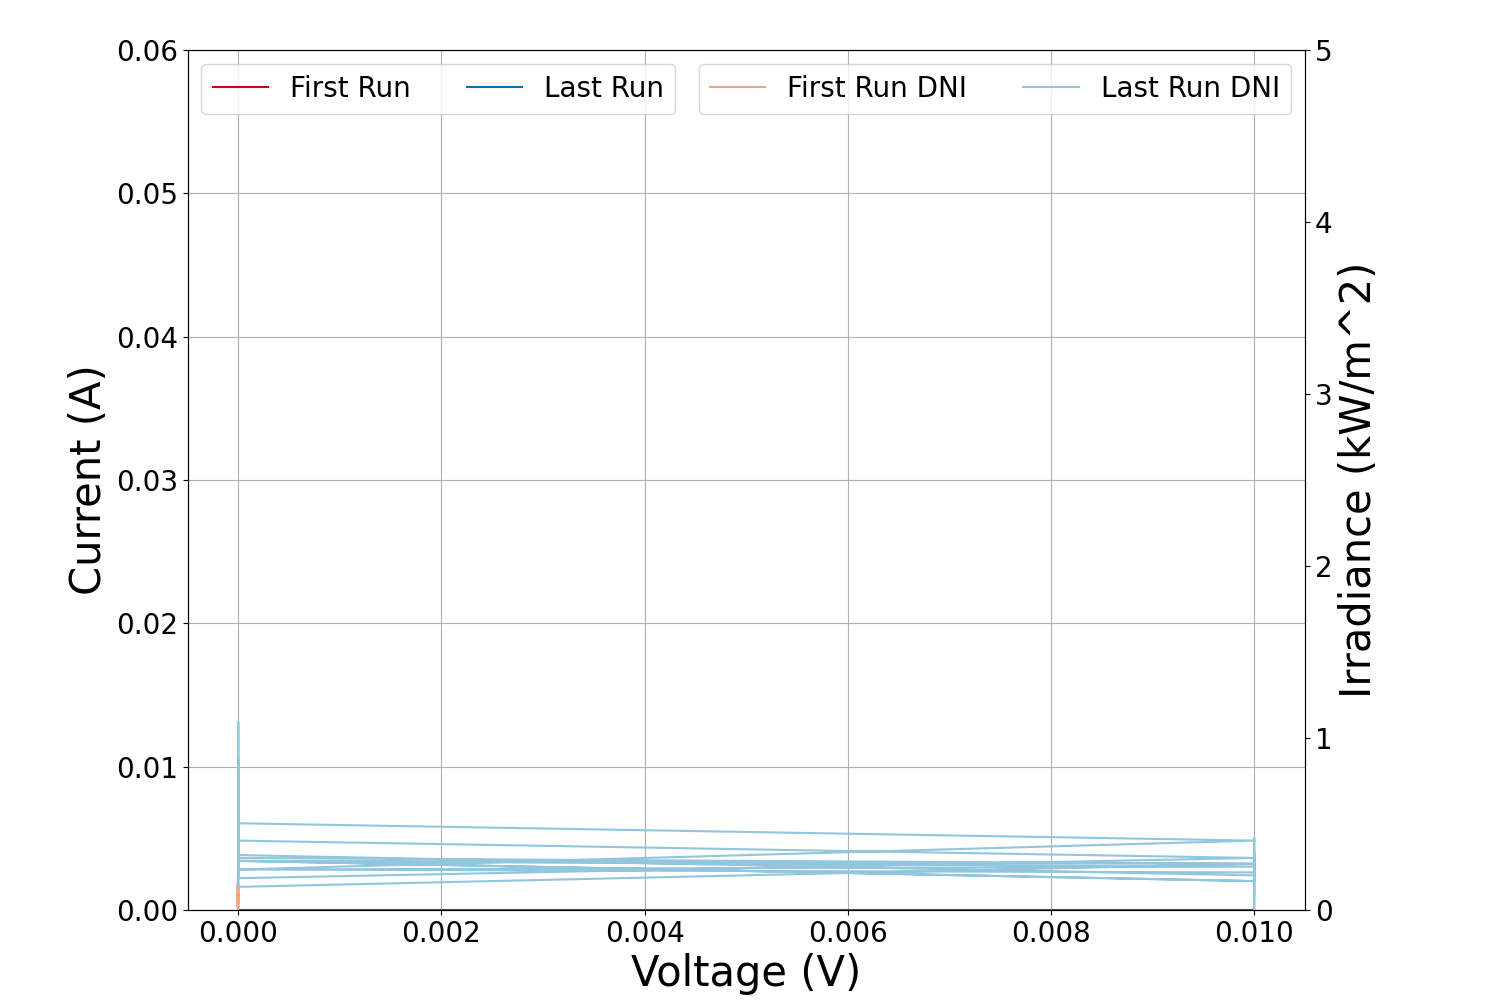 First Run
Last Run
First Run DNI
Last Run DNI
0.06
0.05
0.04
0.03
0.02
0.01
0.00
Current (A)
5
4
3
2
1
0
Irradiance (kW/m^2)
0.000
0.002
0.004
0.006
0.008
0.010
Voltage (V)